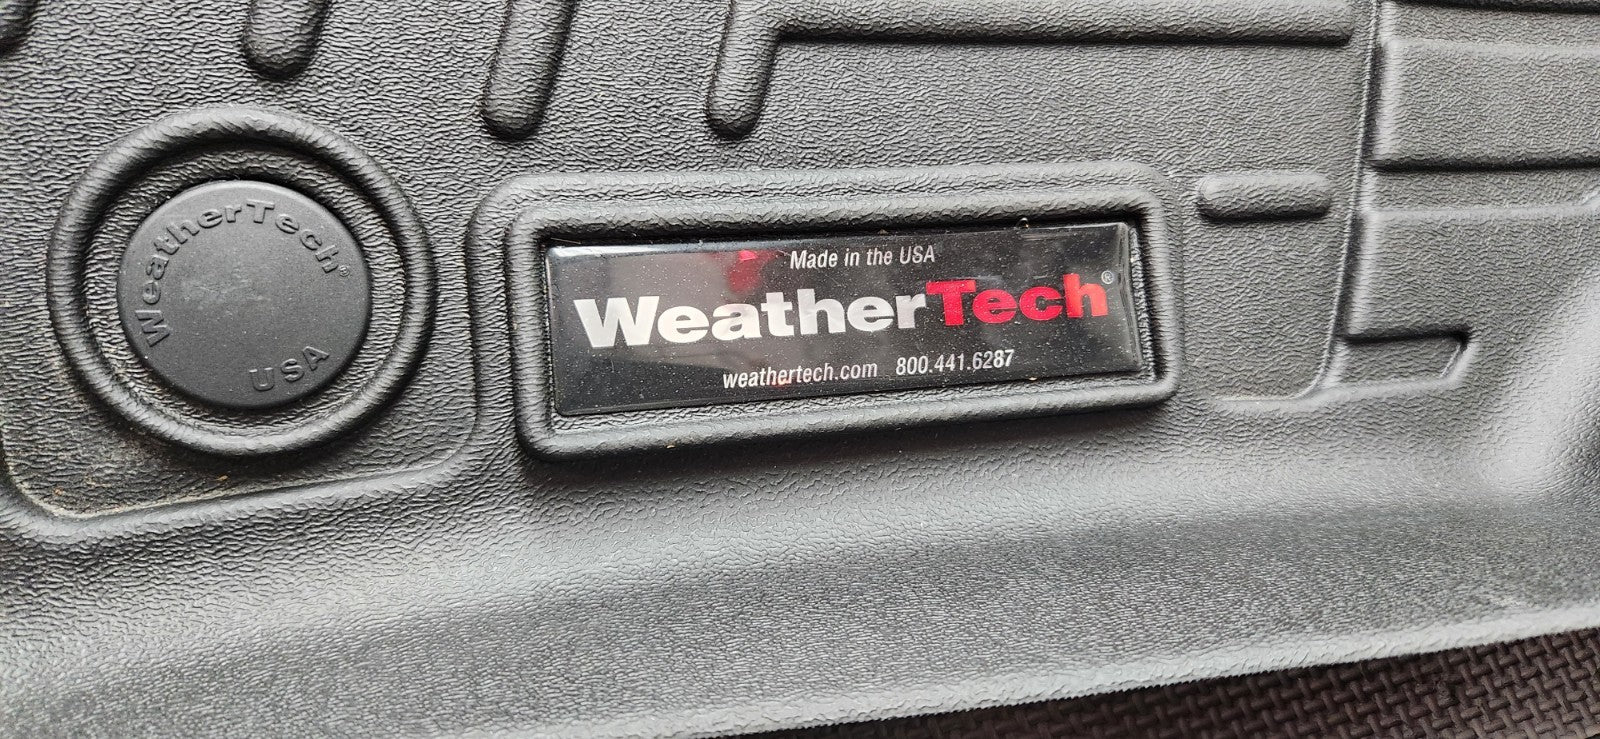 WeatherTech®
USA
Made in the USA
WeatherTech®
weathertech.com 800.441.6287